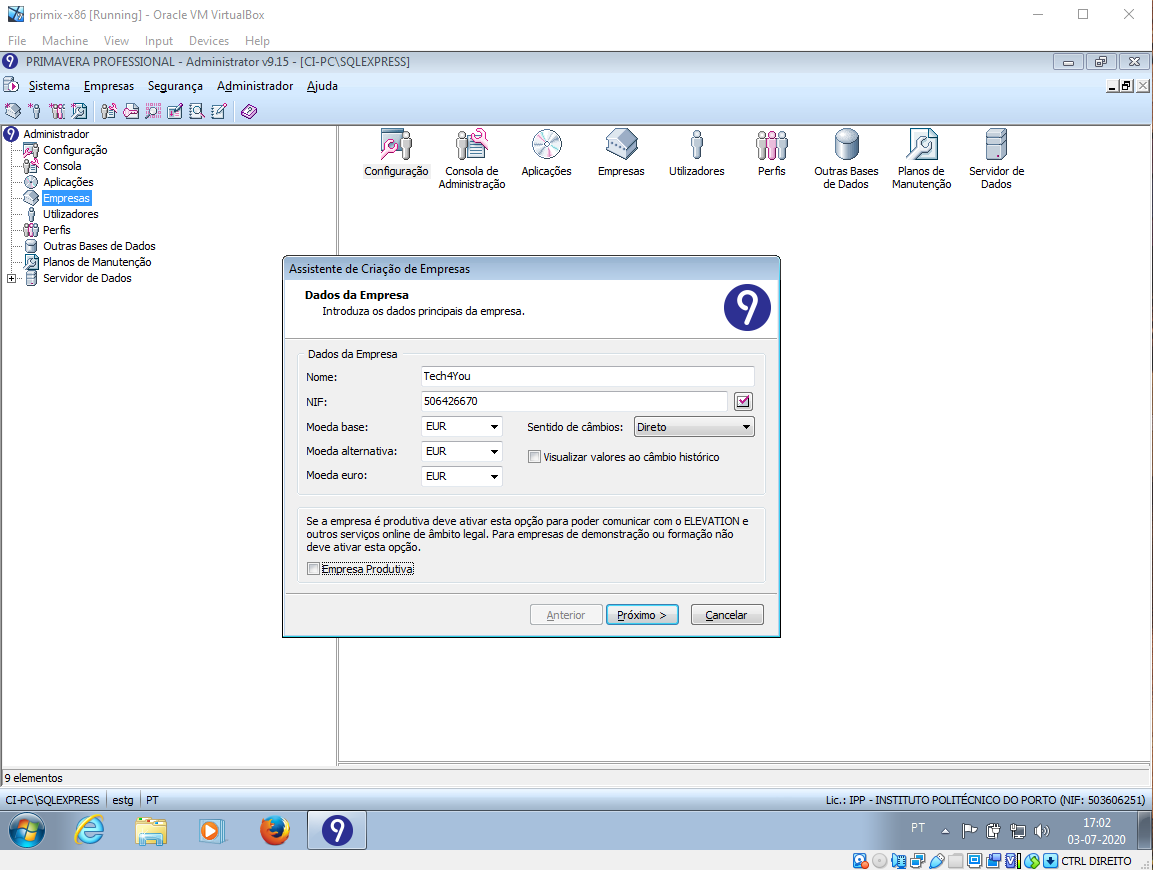 primix-x86 [Running] - Oracle VM VirtualBox
File Machine View Input Devices Help
9 PRIMAVERA PROFESSIONAL - Administrator v9.15 - [CI-PC\SQLEXPRESS]
Sistema Empresas Segurança Administrador Ajuda
9 Administrador
Configuração
Consola
Aplicações
Empresas
Utilizadores
Perfis
Outras Bases de Dados
Planos de Manutenção
Servidor de Dados
Configuração
Consola de
Administração
Aplicações
Empresas
Utilizadores
Perfis
Outras Bases
de Dados
Planos de
Manutenção
Servidor de
Dados
Assistente de Criação de Empresas
Dados da Empresa
Introduza os dados principais da empresa.
9
Dados da Empresa
Nome: Tech4You
NIF: 506426670
Moeda base: EUR Sentido de câmbios: Direto
Moeda alternativa: EUR Visualizar valores ao câmbio histórico
Moeda euro: EUR
Se a empresa é produtiva deve ativar esta opção para poder comunicar com o ELEVATION e
outros serviços online de âmbito legal. Para empresas de demonstração ou formação não
deve ativar esta opção.
Empresa Produtiva
Anterior Próximo > Cancelar
9 elementos
CI-PC\SQLEXPRESS estg PT Lic.: IPP - INSTITUTO POLITÉCNICO DO PORTO (NIF: 503606251)
9 PT 17:02
03-07-2020
CTRL DIREITO